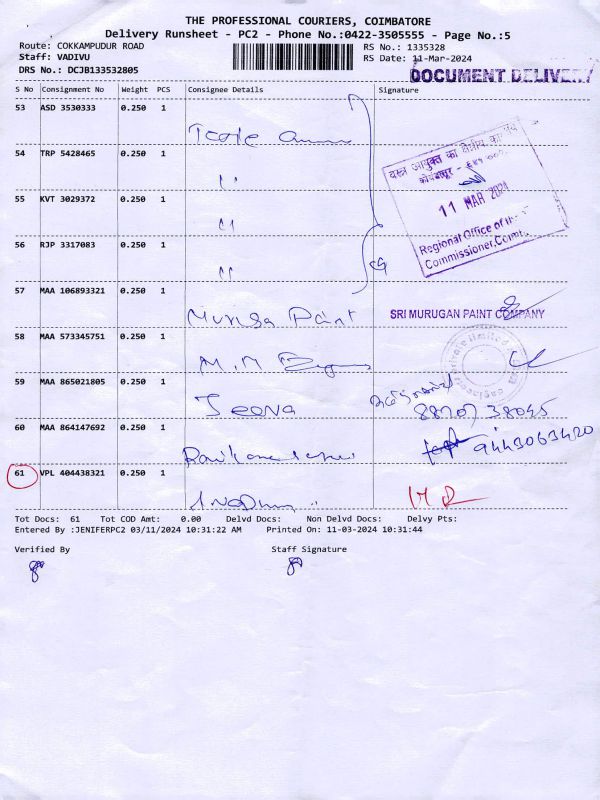 THE PROFESSIONAL COURIERS, COIMBATORE
Delivery Runsheet - PC2 - Phone No.:0422-3505555 - Page No.:5
Route: COKKAMPUDUR ROAD RS No.: 1335328
Staff: VADIVU RS Date: 11-Mar-2024
DRS No.: DCJB133532805
DOCUMENT DELIVERY
S No Consignment No Weight PCS Consignee Details Signature
53 ASD 3530333 0.250 1
54 TRP 5428465 0.250 1 "
वस्त्र आयुक्त का क्षेत्रीय कार्यालय
11 MAR 2024
Regional Office of the
Commissioner,
55 KVT 3029372 0.250 1 "
56 RJP 3317083 0.250 1 "
57 MAA 106893321 0.250 1 Paint
SRI MURUGAN PAINT COMPANY
58 MAA 573345751 0.250 1 M.M
59 MAA 865021805 0.250 1 Jeeva
88707 38045
60 MAA 864147692 0.250 1
9443063420
61 VPL 404438321 0.250 1
Tot Docs: 61 Tot COD Amt: 0.00 Delvd Docs: Non Delvd Docs: Delvy Pts:
Entered By :JENIFERPC2 03/11/2024 10:31:22 AM Printed On: 11-03-2024 10:31:44
Verified By Staff Signature